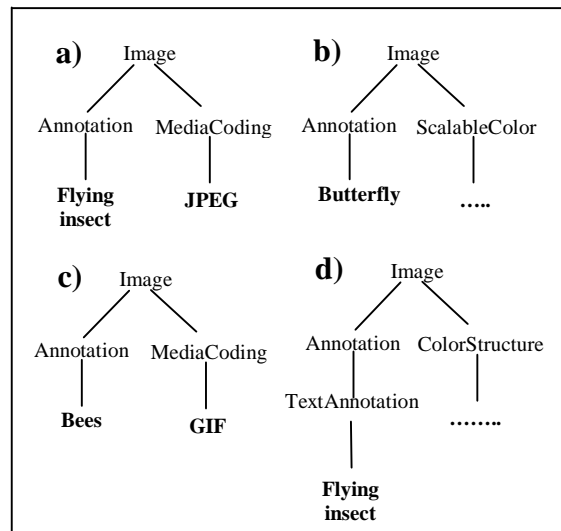 a)
Image
Annotation MediaCoding
Flying
insect
JPEG
b)
Image
Annotation ScalableColor
Butterfly …..
c)
Image
Annotation MediaCoding
Bees GIF
d)
Image
Annotation ColorStructure
TextAnnotation ……..
Flying
insect